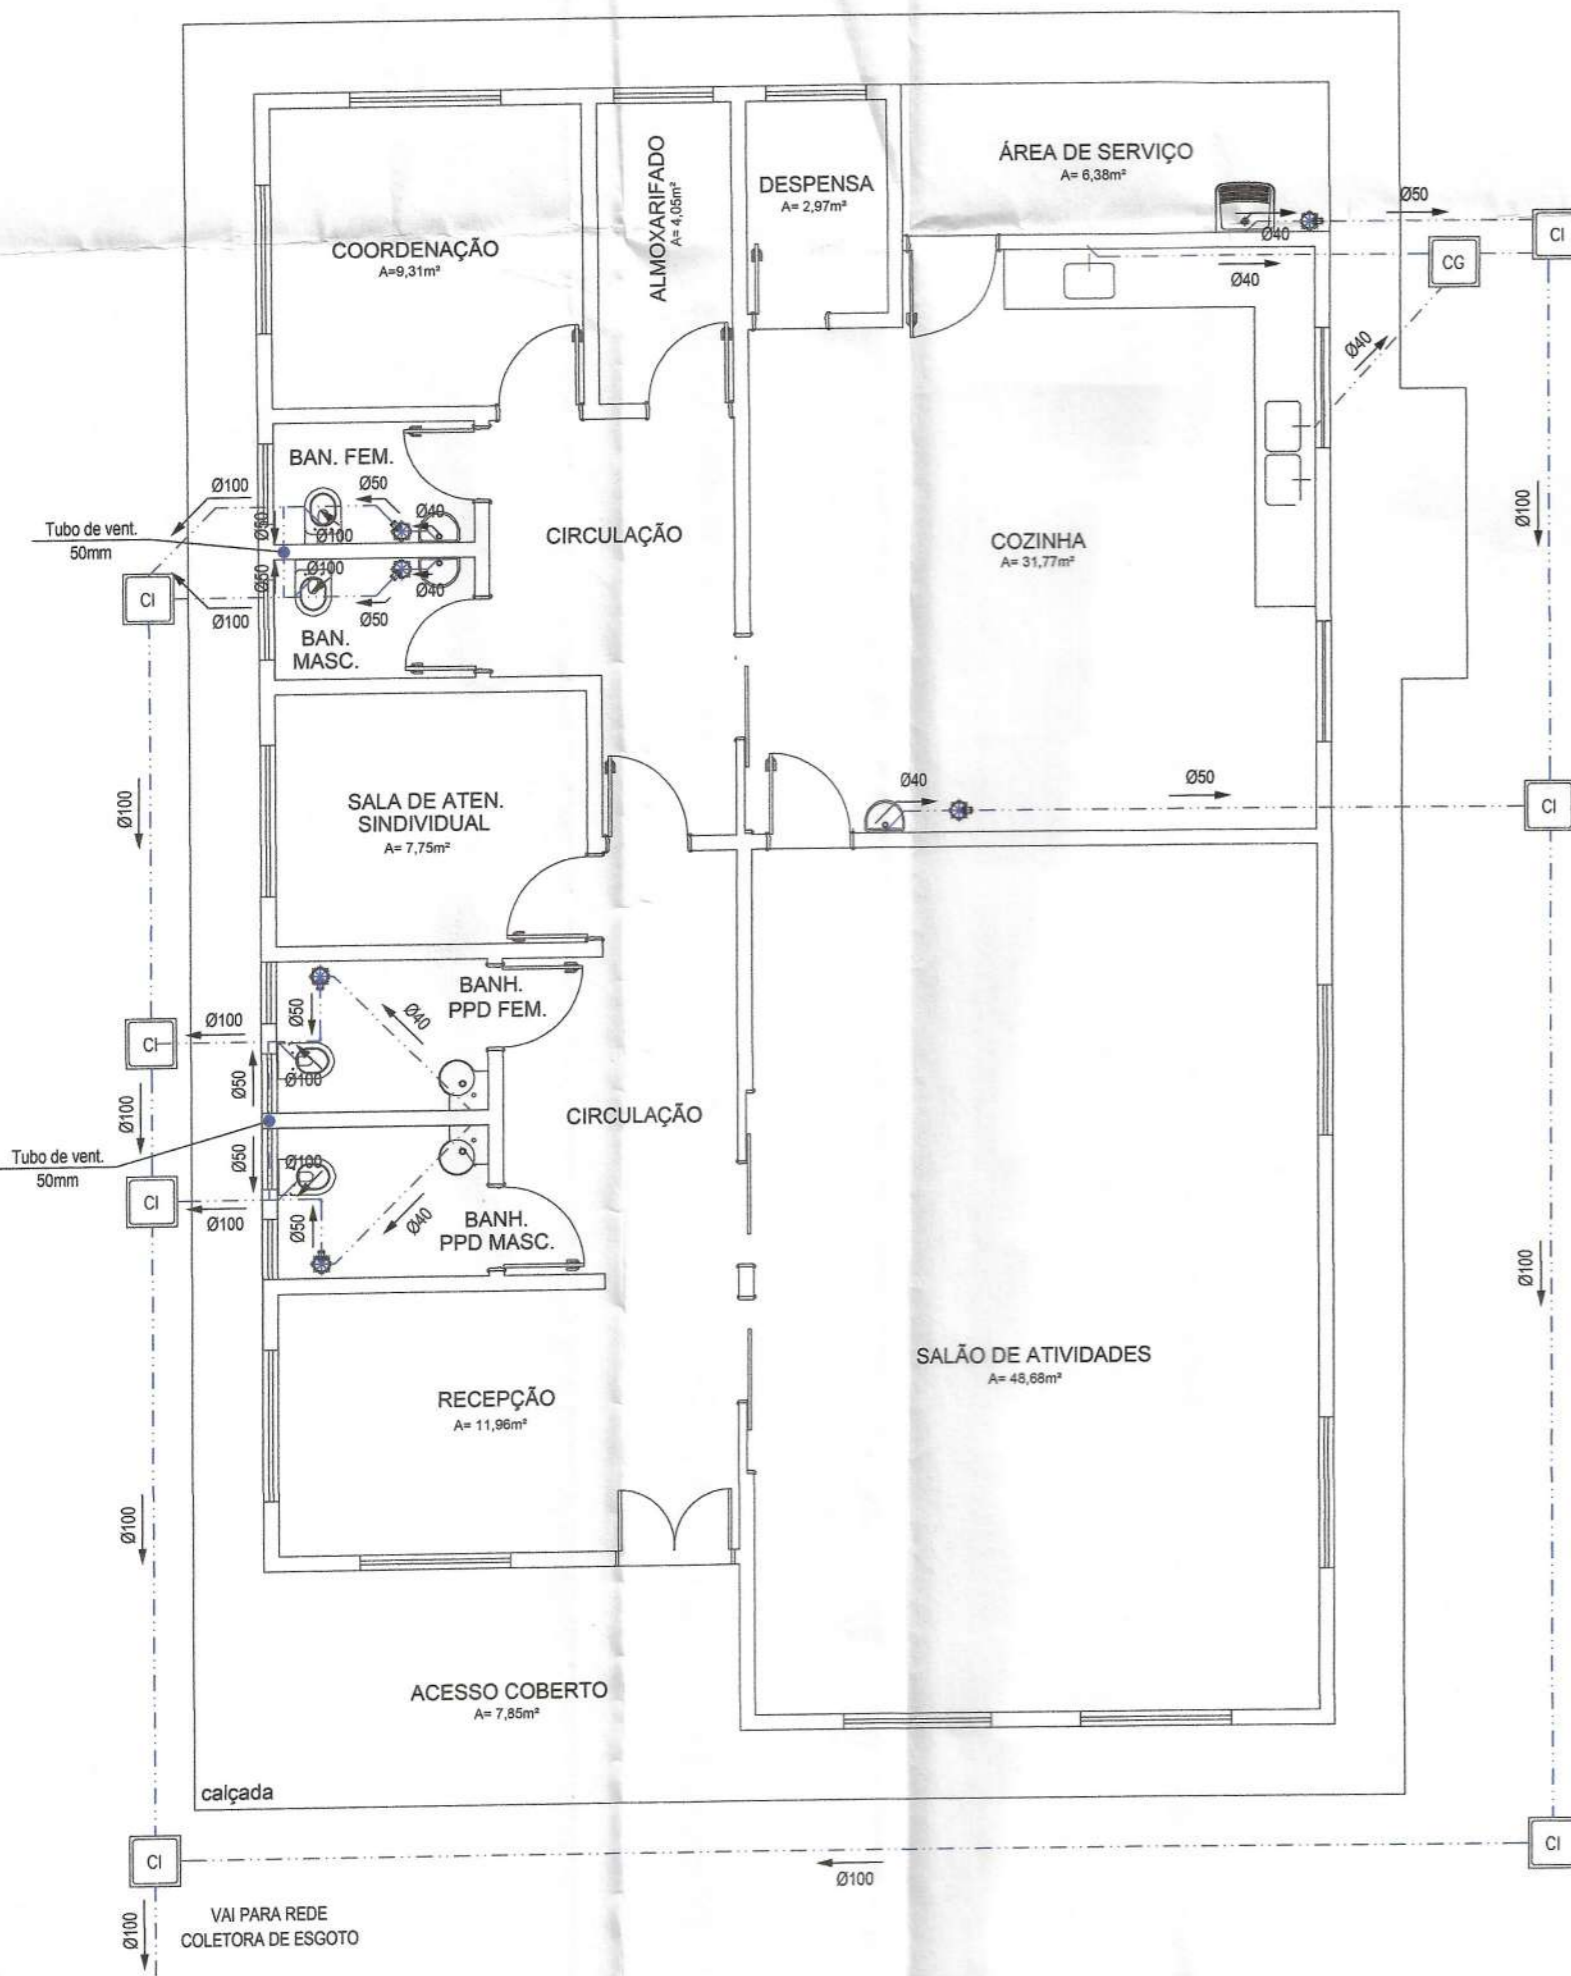 ÁREA DE SERVIÇO
A= 6,38m²
ALMOXARIFADO
A= 4,05m²
DESPENSA
A= 2,97m²
Ø50
CI
Ø40
COORDENAÇÃO
A=9,31m²
CG
Ø40
Ø40
BAN. FEM.
Ø100
Ø50
Ø40
Ø50
Ø100
Tubo de vent.
50mm
CIRCULAÇÃO
COZINHA
A= 31,77m²
Ø100
Ø100
Ø50
Ø40
CI
Ø100
Ø50
BAN.
MASC.
Ø40
Ø50
SALA DE ATEN.
SINDIVIDUAL
A= 7,75m²
Ø100
CI
BANH.
PPD FEM.
Ø50
Ø40
Ø100
CI
Ø100
Ø50
Ø100
CIRCULAÇÃO
Tubo de vent.
50mm
Ø50
Ø100
CI
Ø100
Ø50
Ø40
BANH.
PPD MASC.
Ø100
SALÃO DE ATIVIDADES
A= 48,68m²
RECEPÇÃO
A= 11,96m²
Ø100
ACESSO COBERTO
A= 7,85m²
calçada
CI
CI
Ø100
VAI PARA REDE
COLETORA DE ESGOTO
Ø100